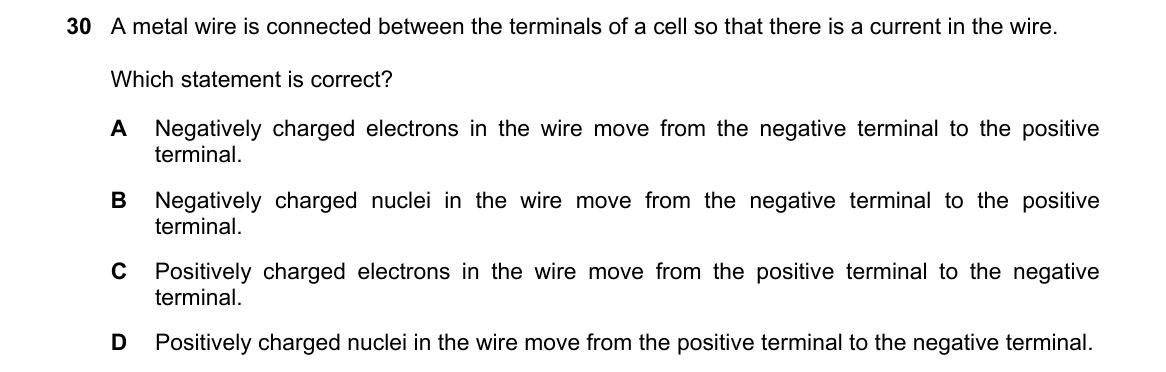 30 A metal wire is connected between the terminals of a cell so that there is a current in the wire.
Which statement is correct?
A Negatively charged electrons in the wire move from the negative terminal to the positive
terminal.
B Negatively charged nuclei in the wire move from the negative terminal to the positive
terminal.
C Positively charged electrons in the wire move from the positive terminal to the negative
terminal.
D Positively charged nuclei in the wire move from the positive terminal to the negative terminal.